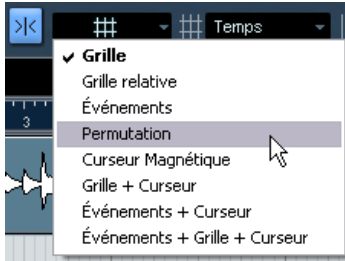 Temps
Grille
3
Grille relative
Événements
Permutation
Curseur Magnétique
Grille + Curseur
Événements + Curseur
Événements + Grille + Curseur